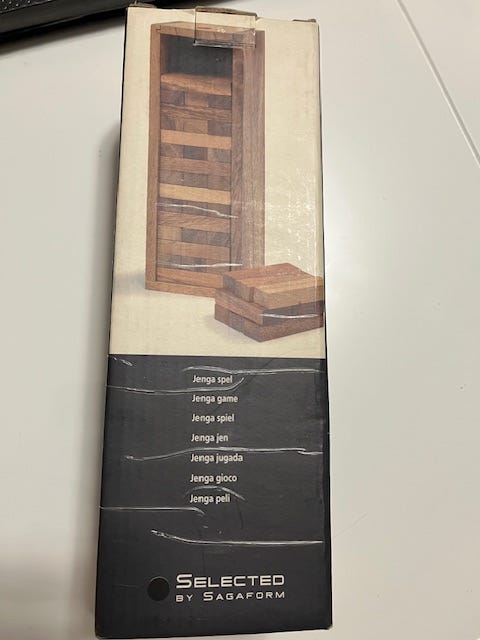 Jenga spel
Jenga game
Jenga spiel
Jenga jen
Jenga jugada
Jenga gioco
Jenga peli
SELECTED
BY SAGAFORM